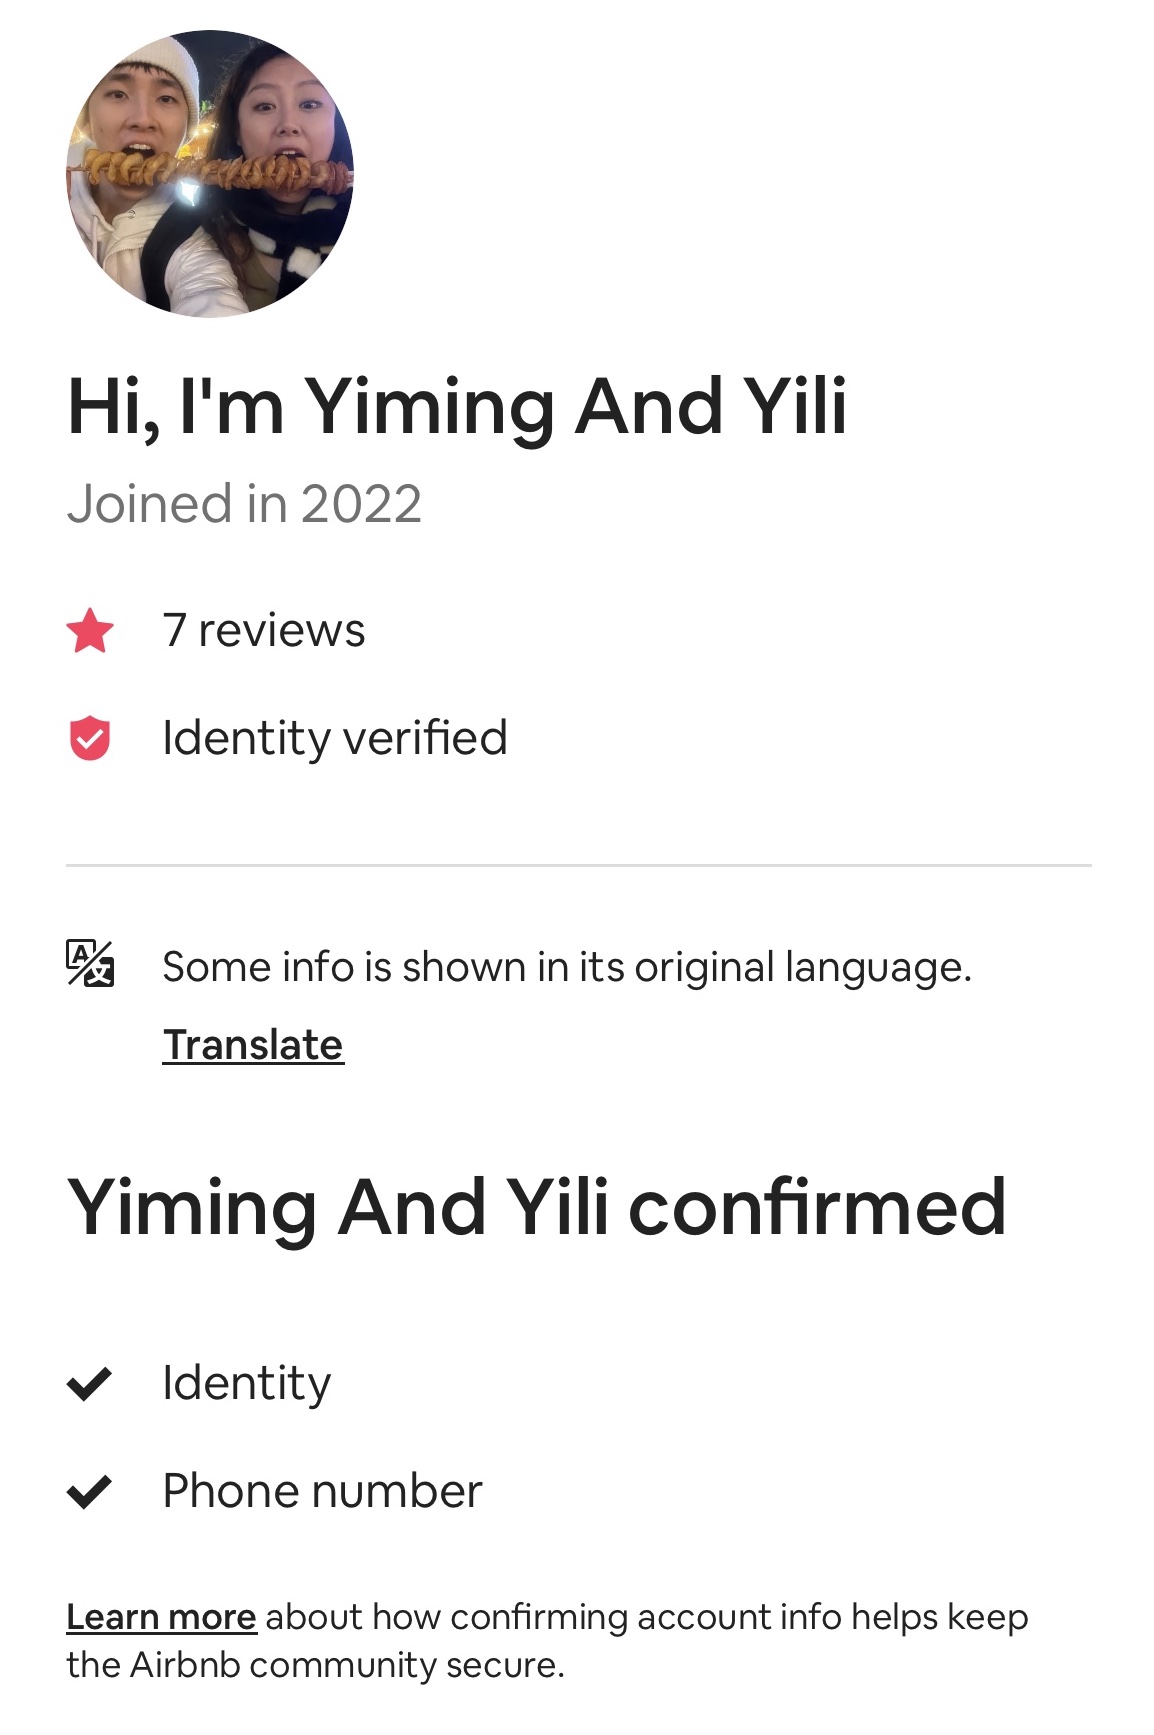 Hi, I'm Yiming And Yili
Joined in 2022
7 reviews
Identity verified
Some info is shown in its original language.
Translate
Yiming And Yili confirmed
Identity
Phone number
Learn more about how confirming account info helps keep
the Airbnb community secure.